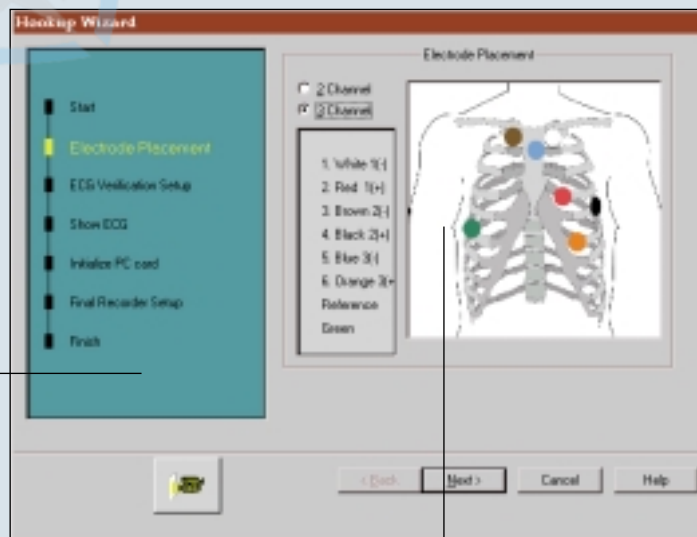 Hookup Wizard
Start
Electrode Placement
ECG Verification Setup
Show ECG
Initialize PC card
Final Recorder Setup
Finish
Electrode Placement
2 Channel
3 Channel
1. White 1(-)
2. Red 1(+)
3. Brown 2(-)
4. Black 2(+)
5. Blue 3(-)
6. Orange 3(+
Reference
Green
< Back
Next >
Cancel
Help